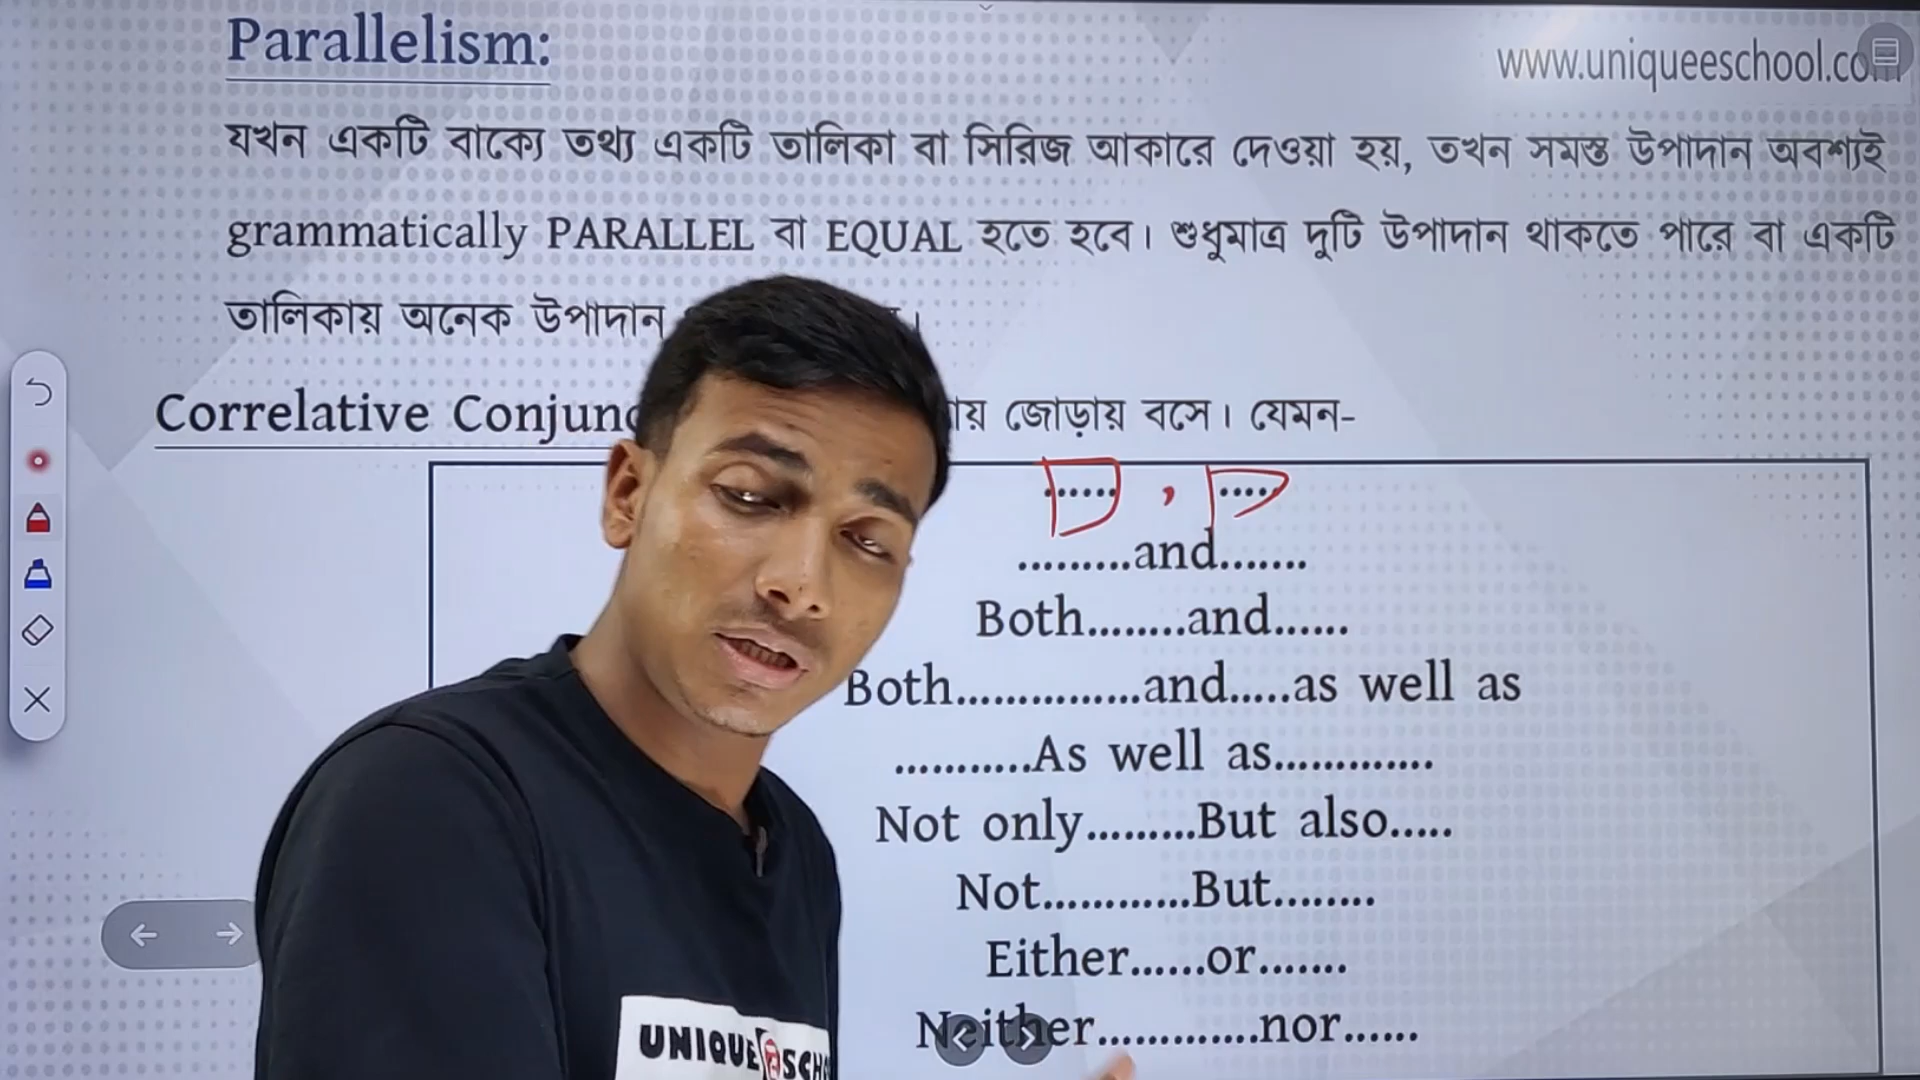 Parallelism:
www.uniqueeschool.com
যখন একটি বাক্যে তথ্য একটি তালিকা বা সিরিজ আকারে দেওয়া হয়, তখন সমস্ত উপাদান অবশ্যই
grammatically PARALLEL বা EQUAL হতে হবে। শুধুমাত্র দুটি উপাদান থাকতে পারে বা একটি
তালিকায় অনেক উপাদান
Correlative জোড়ায় বসে। যেমন-
...... , ....
.........and.......
Both........and......
Both...............and.....as well as
...........As well as.............
Not only.........But also.....
Not............But........
Either......or.......
Neither.............nor......
UNIQUE